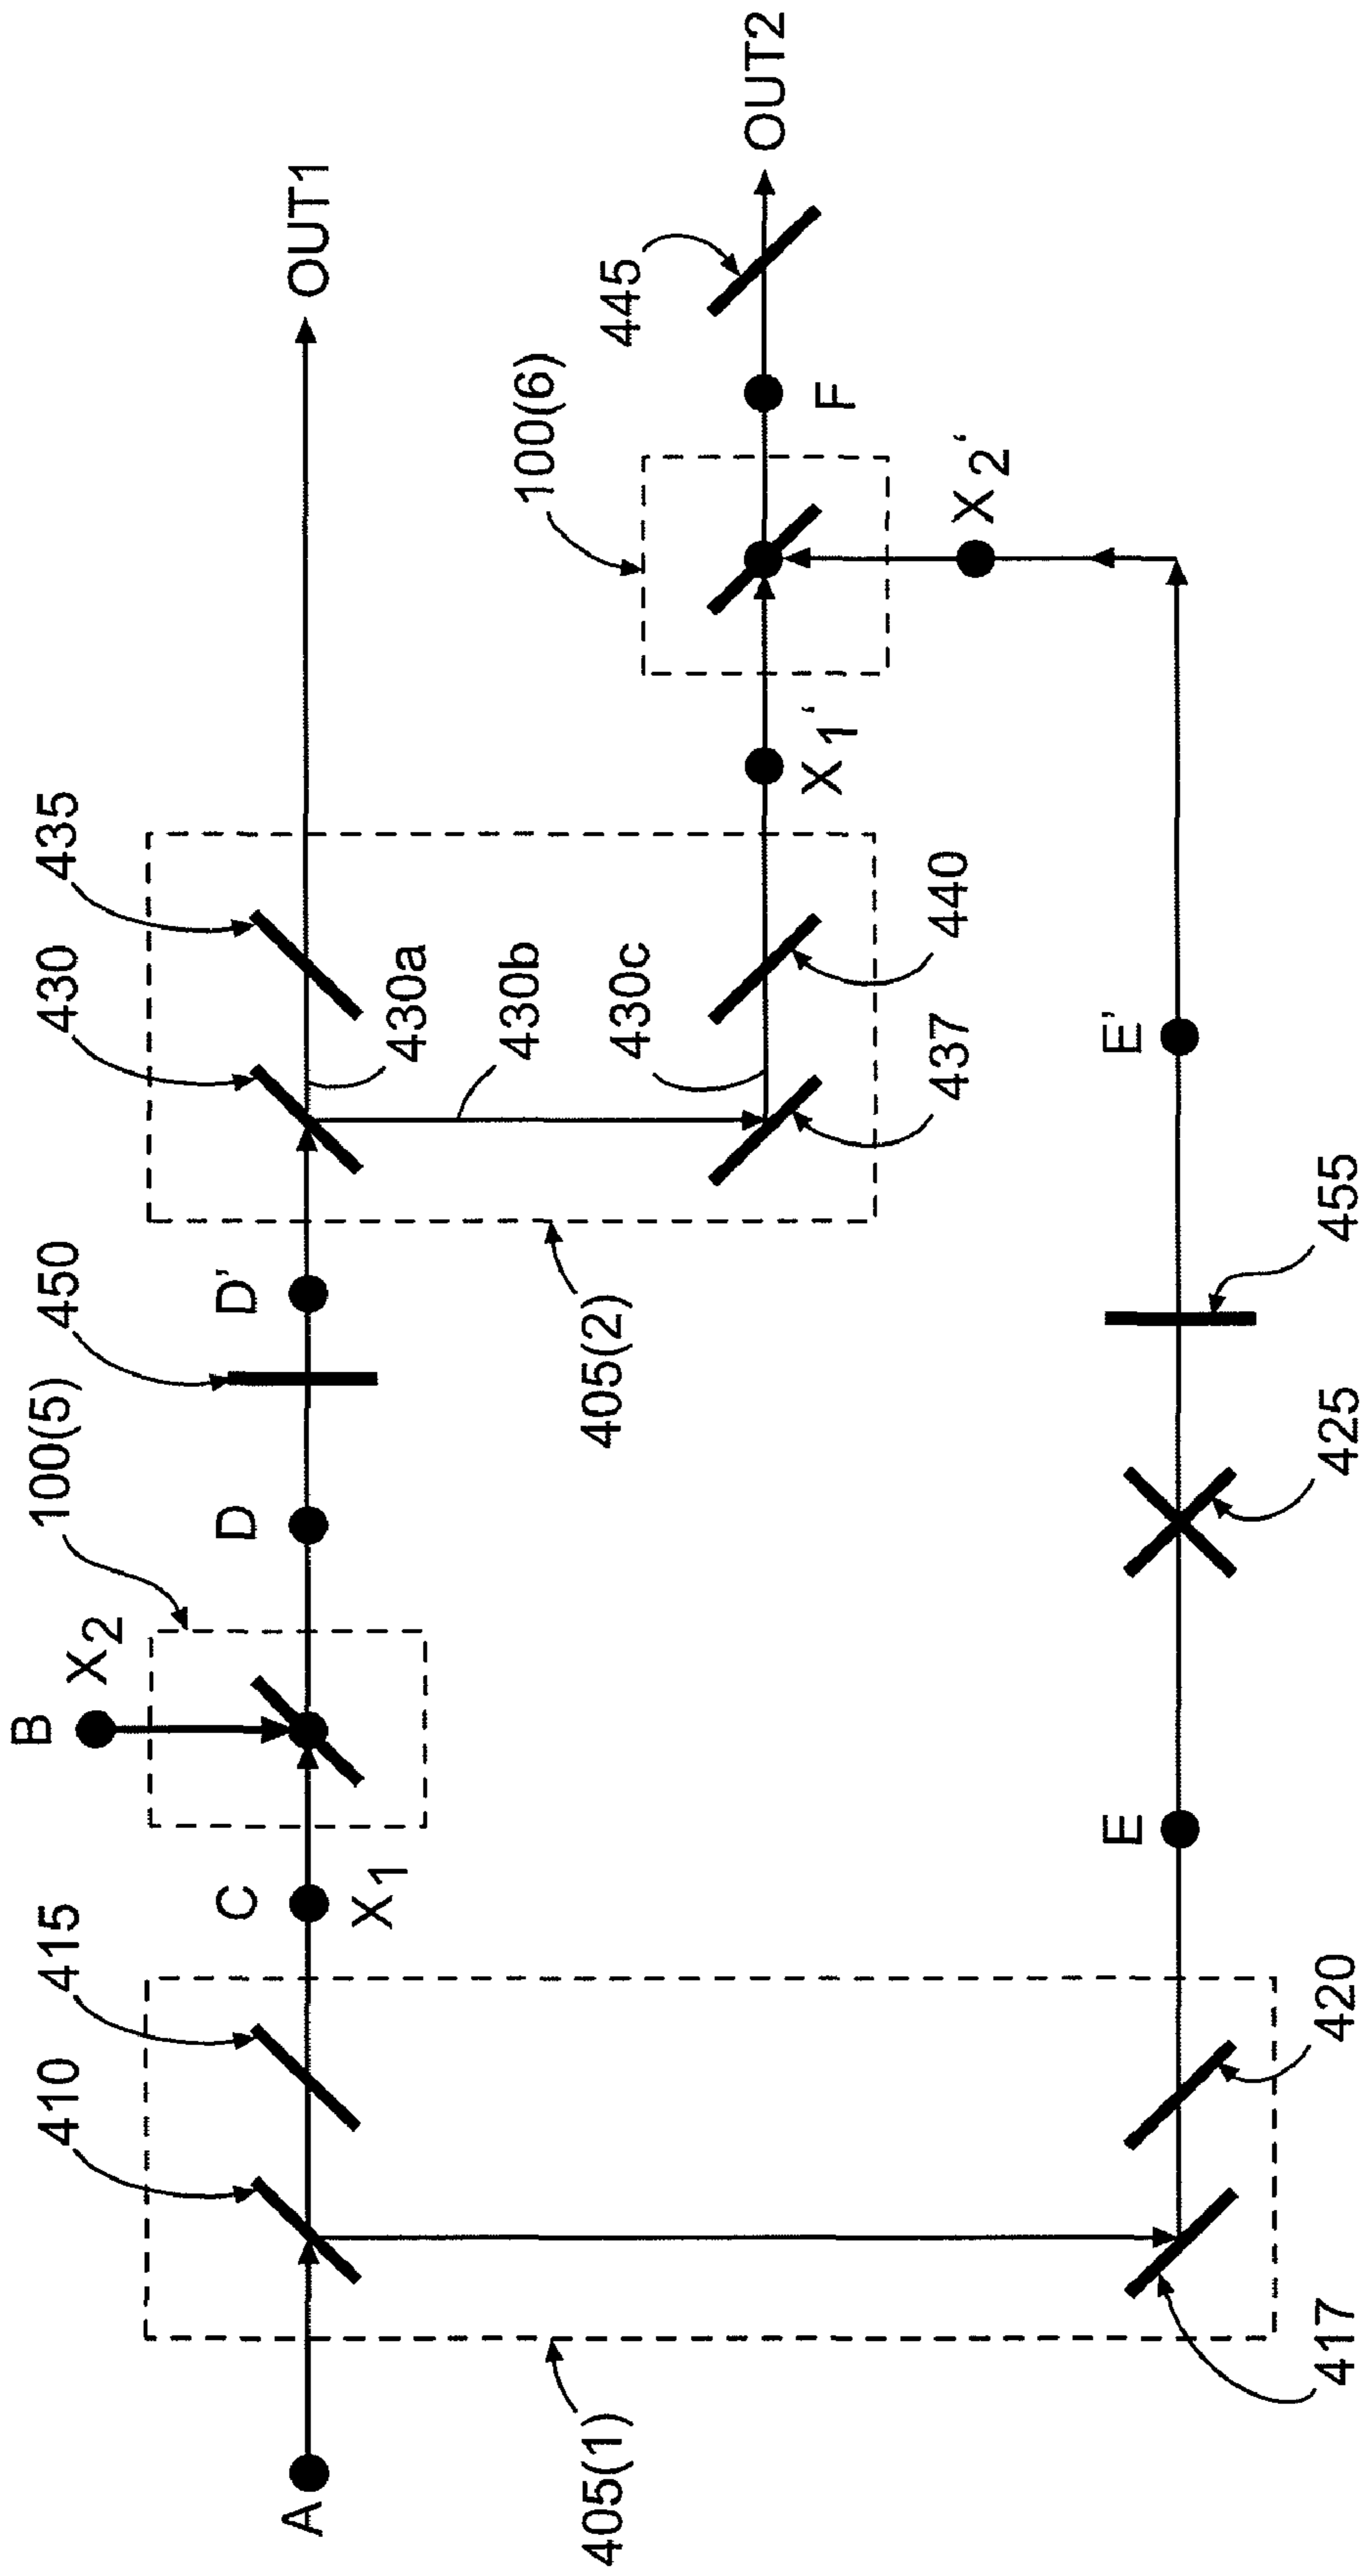 OUT1
OUT2
445
100(6)
F
X2'
X1'
435
430
430a
430b
430c
440
437
405(2)
D'
450
E'
455
100(5)
D
425
X2
B
C
X1
E
415
410
420
417
405(1)
A